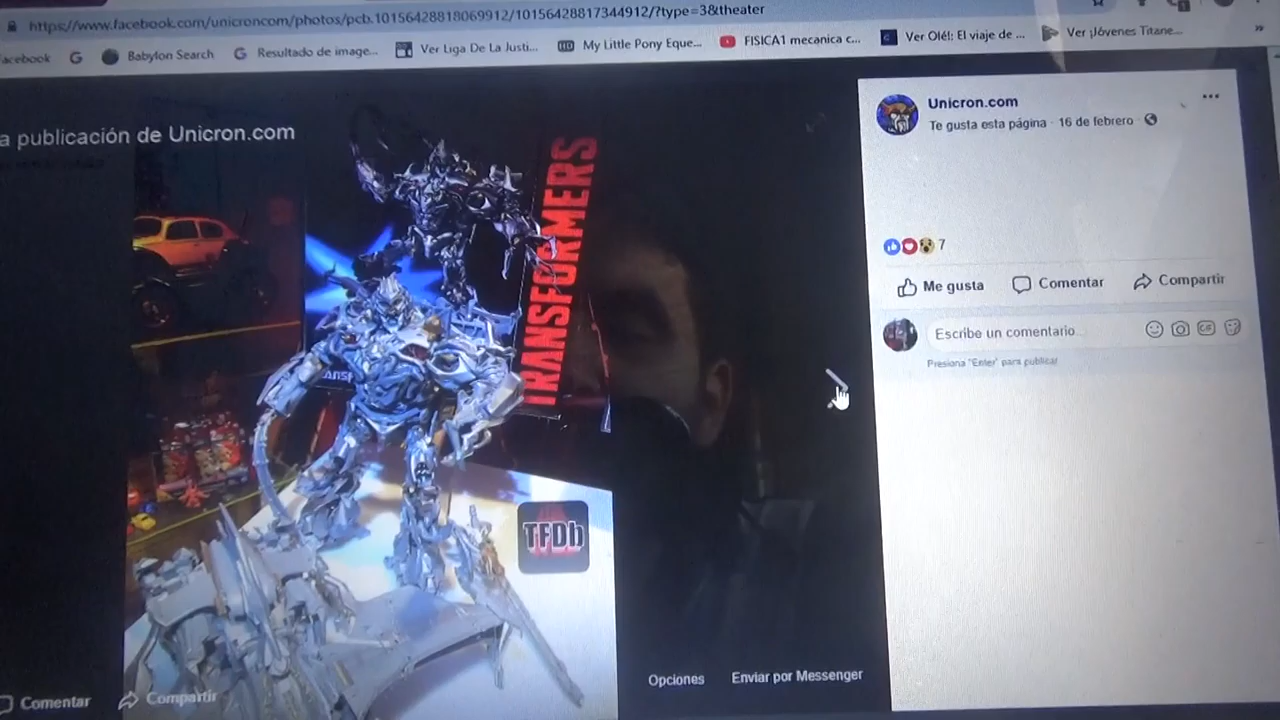 https://www.facebook.com/unicroncom/photos/pcb.10156428818069912/10156428817344912/?type=3&theater
acebook
Babylon Search
Resultado de image...
Ver Liga De La Justi...
My Little Pony Eque...
FISICA1 mecanica c...
Ver Olé!: El viaje de ...
Ver ¡Jóvenes Titane...
»
a publicación de Unicron.com
Unicron.com
Te gusta esta página · 16 de febrero ·
7
Me gusta
Comentar
Compartir
Escribe un comentario...
GIF
Presiona "Enter" para publicar
TRANSFORMERS
ANSF
TFDh
Opciones
Enviar por Messenger
Comentar
Compartir